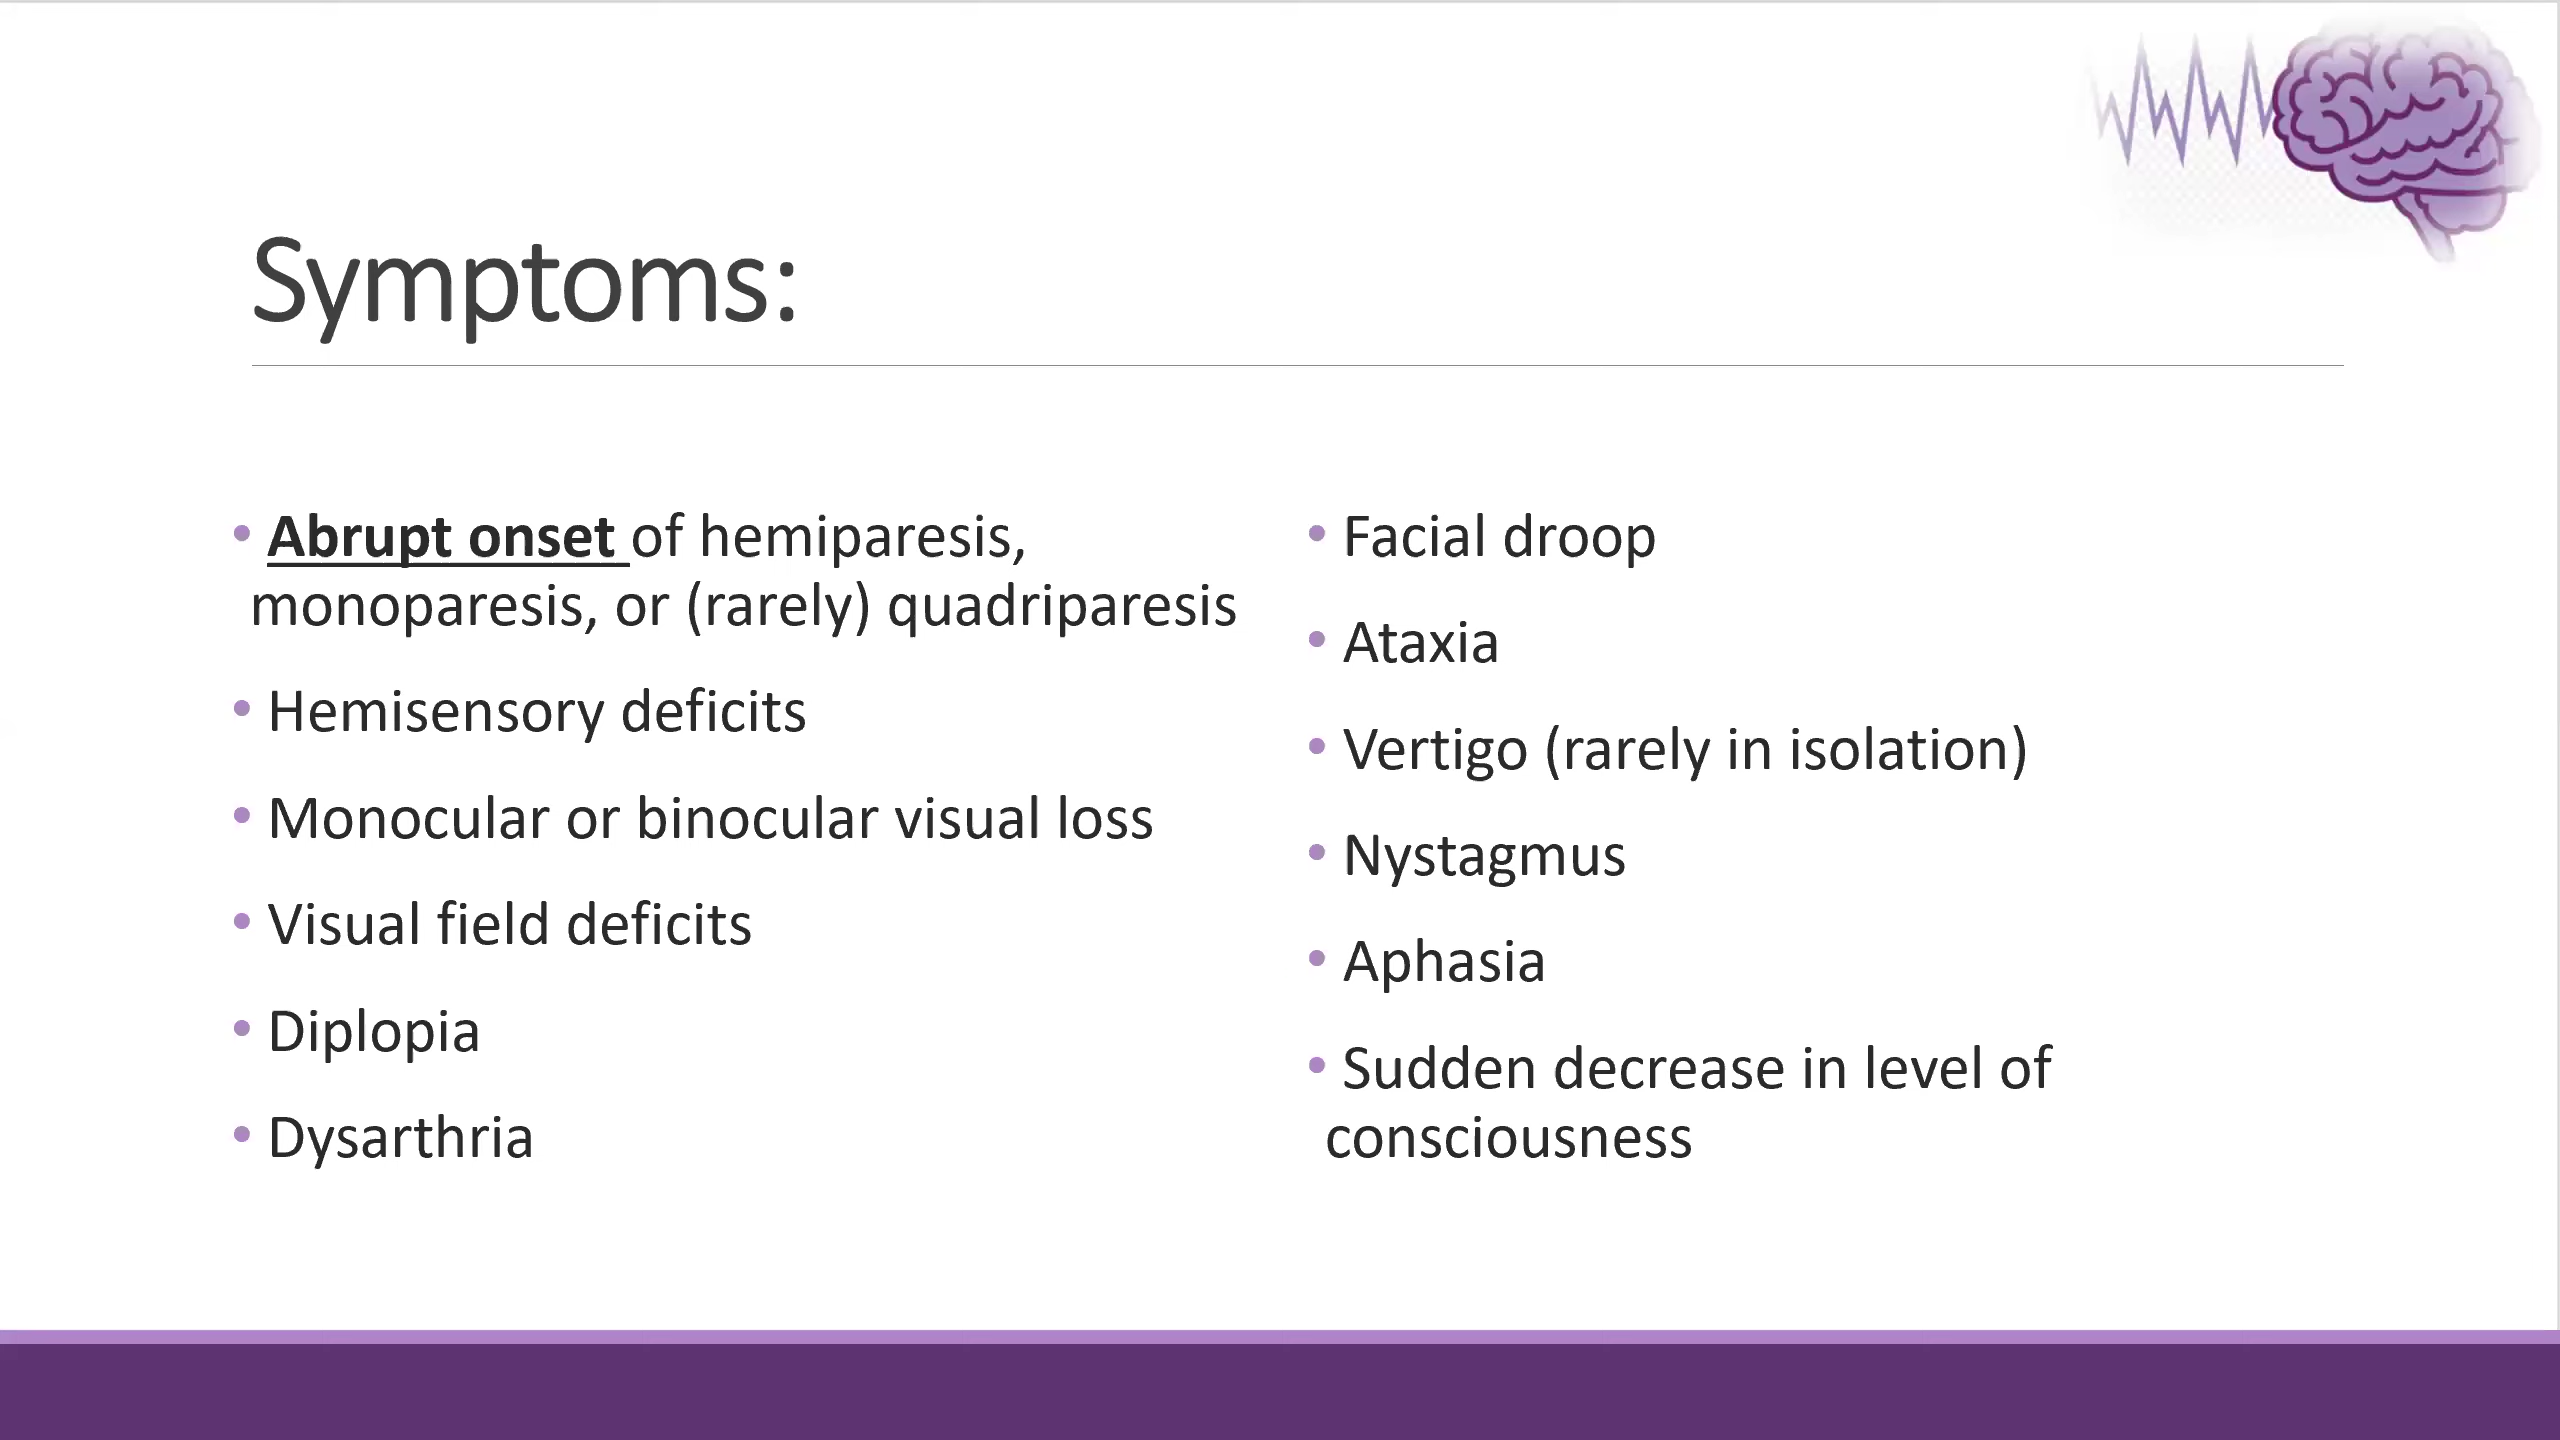 Symptoms:
• Abrupt onset of hemiparesis,
monoparesis, or (rarely) quadriparesis
• Hemisensory deficits
• Monocular or binocular visual loss
• Visual field deficits
• Diplopia
• Dysarthria
• Facial droop
• Ataxia
• Vertigo (rarely in isolation)
• Nystagmus
• Aphasia
• Sudden decrease in level of
consciousness